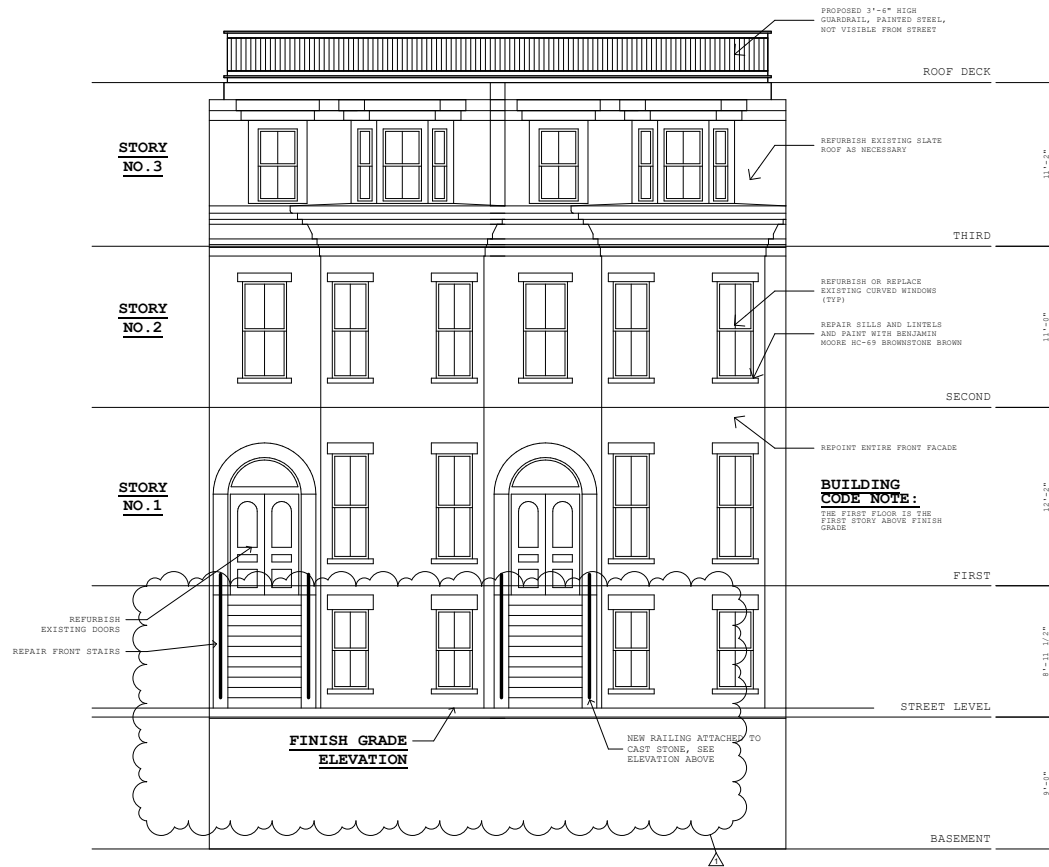 PROPOSED 3'-6" HIGH
GUARDRAIL, PAINTED STEEL,
NOT VISIBLE FROM STREET
ROOF DECK
STORY
NO.3
REFURBISH EXISTING SLATE
ROOF AS NECESSARY
11'-2"
THIRD
STORY
NO.2
REFURBISH OR REPLACE
EXISTING CURVED WINDOWS
(TYP)
REPAIR SILLS AND LINTELS
AND PAINT WITH BENJAMIN
MOORE HC-69 BROWNSTONE BROWN
11'-0"
SECOND
REPOINT ENTIRE FRONT FACADE
STORY
NO.1
BUILDING
CODE NOTE:
THE FIRST FLOOR IS THE
FIRST STORY ABOVE FINISH
GRADE
12'-2"
FIRST
REFURBISH
EXISTING DOORS
REPAIR FRONT STAIRS
8'-11 1/2"
STREET LEVEL
FINISH GRADE
ELEVATION
NEW RAILING ATTACHED TO
CAST STONE, SEE
ELEVATION ABOVE
9'-0"
BASEMENT
1